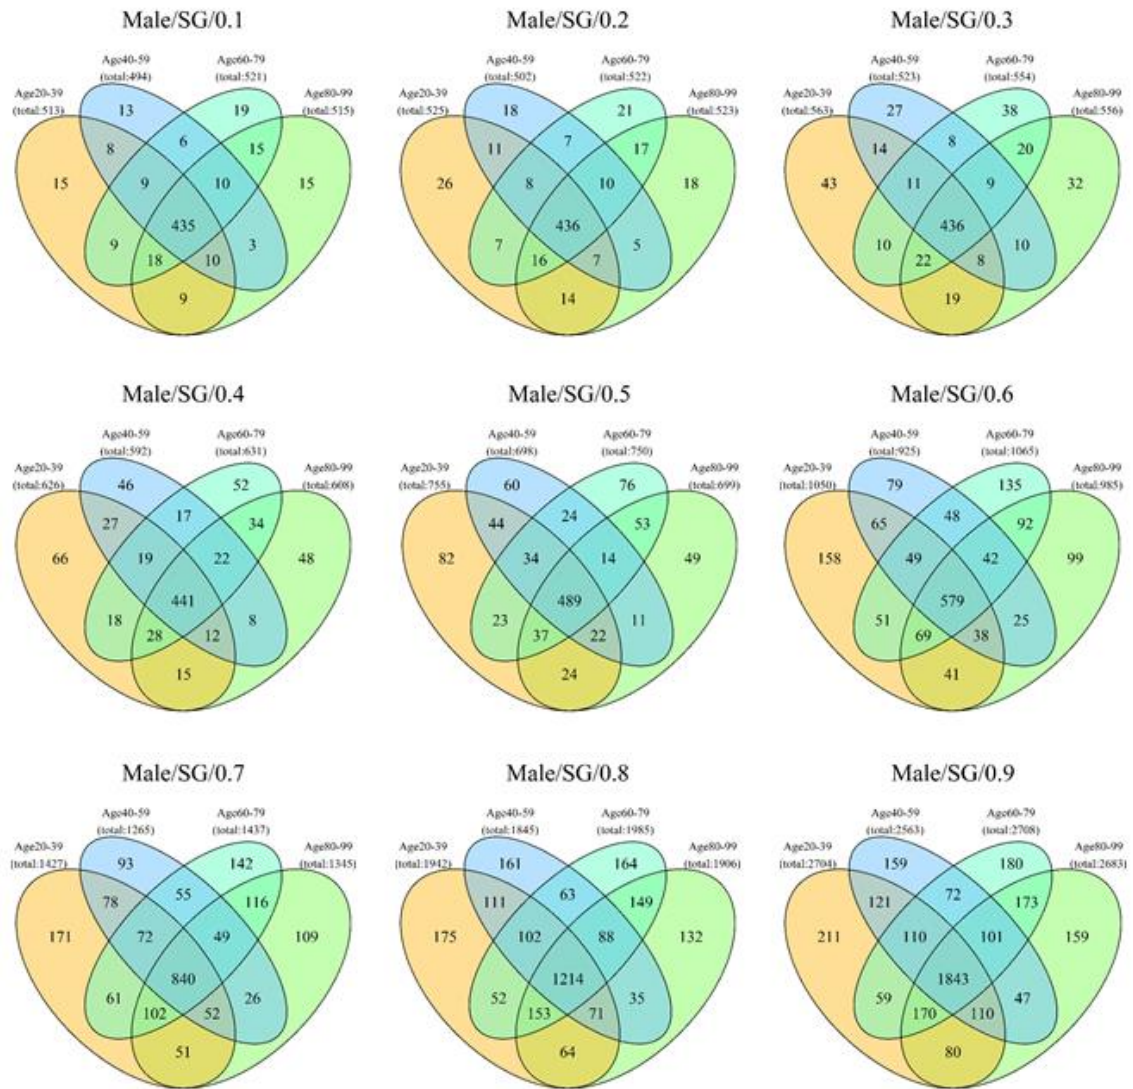 Male/SG/0.1 Male/SG/0.2 Male/SG/0.3
Age40-59 Age60-79 Age40-59 Age60-79 Age40-59 Age60-79
(total:494) (total:521) (total:502) (total:522) (total:523) (total:554)
Age20-39 Age80-99 Age20-39 Age80-99 Age20-39 Age80-99
(total:513) 13 19 (total:515) (total:525) 18 21 (total:523) (total:563) 27 38 (total:556)
8 6 15 11 7 17 14 8 20
15 9 10 15 26 8 10 18 43 11 9 32
435 436 436
9 3 7 5 10 10
18 10 16 7 22 8
9 14 19
Male/SG/0.4 Male/SG/0.5 Male/SG/0.6
Age40-59 Age60-79 Age40-59 Age60-79 Age40-59 Age60-79
(total:592) (total:631) (total:698) (total:750) (total:925) (total:1065)
Age20-39 Age80-99 Age20-39 Age80-99 Age20-39 Age80-99
(total:626) 46 52 (total:608) (total:755) 60 76 (total:699) (total:1050) 79 135 (total:985)
27 17 34 44 24 53 65 48 92
66 19 22 48 82 34 14 49 158 49 42 99
441 489 579
18 8 23 11 51 25
28 12 37 22 69 38
15 24 41
Male/SG/0.7 Male/SG/0.8 Male/SG/0.9
Age40-59 Age60-79 Age40-59 Age60-79 Age40-59 Age60-79
(total:1265) (total:1437) (total:1845) (total:1985) (total:2563) (total:2708)
Age20-39 Age80-99 Age20-39 Age80-99 Age20-39 Age80-99
(total:1427) 93 142 (total:1345) (total:1942) 161 164 (total:1906) (total:2704) 159 180 (total:2683)
78 55 116 111 63 149 121 72 173
171 72 49 109 175 102 88 132 211 110 101 159
840 1214 1843
61 26 52 35 59 47
102 52 153 71 170 110
51 64 80